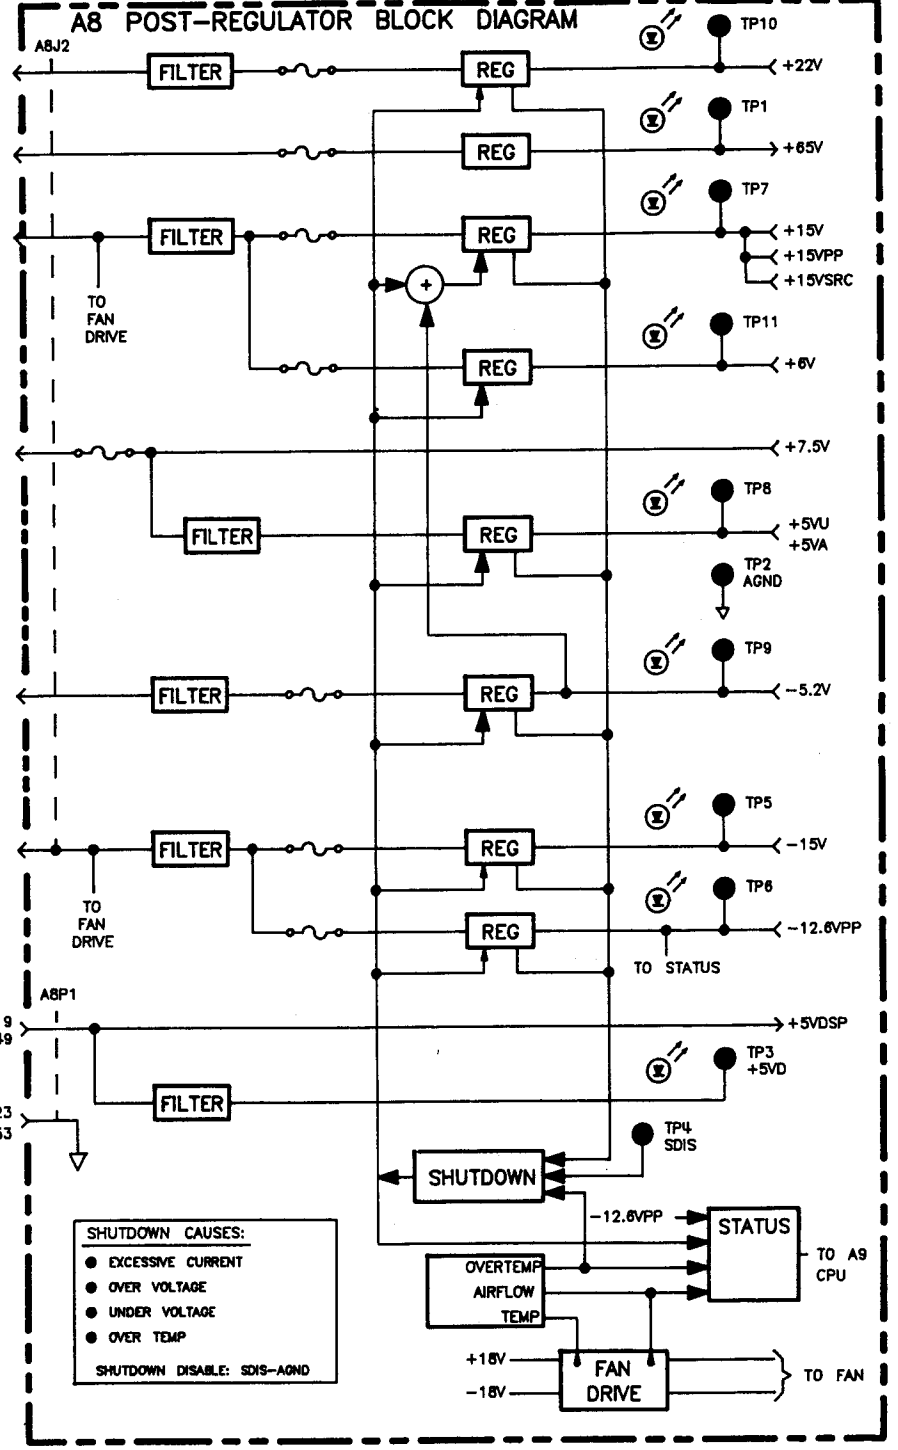 A8 POST-REGULATOR BLOCK DIAGRAM
A8J2
TP10
FILTER
REG
+22V
TP1
REG
+65V
TP7
FILTER
REG
+15V
+15VPP
+15VSRC
+
TO
FAN
DRIVE
TP11
REG
+6V
+7.5V
TP8
FILTER
REG
+5VU
+5VA
TP2
AGND
TP9
FILTER
REG
-5.2V
TP5
FILTER
REG
-15V
TP6
REG
-12.6VPP
TO
FAN
DRIVE
TO STATUS
A8P1
9
49
+5VDSP
TP3
+5VD
FILTER
23
53
TP4
SDIS
SHUTDOWN
-12.6VPP
STATUS
TO A9
CPU
OVERTEMP
AIRFLOW
TEMP
SHUTDOWN CAUSES:
● EXCESSIVE CURRENT
● OVER VOLTAGE
● UNDER VOLTAGE
● OVER TEMP
SHUTDOWN DISABLE: SDIS-AGND
+18V
-18V
FAN
DRIVE
TO FAN